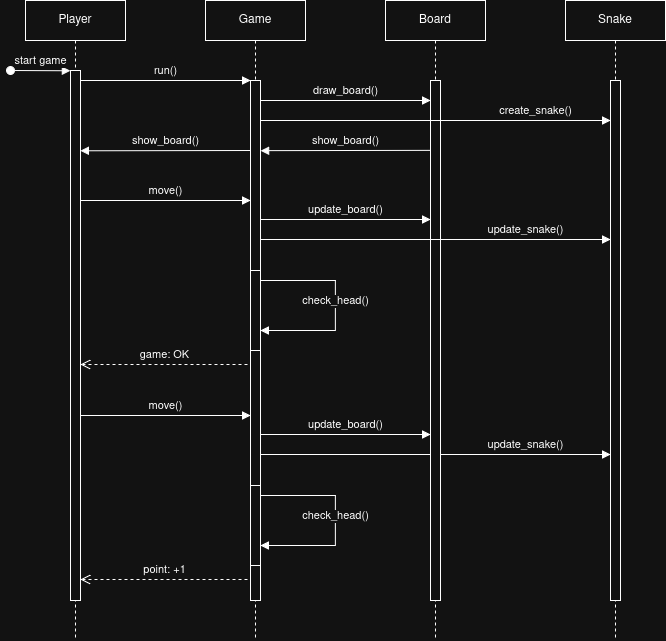 Player
Game
Board
Snake
start game
run()
draw_board()
create_snake()
show_board()
show_board()
move()
update_board()
update_snake()
check_head()
game: OK
move()
update_board()
update_snake()
check_head()
point: +1